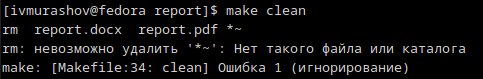 [ivmurashov@fedora report]$ make clean
rm  report.docx  report.pdf *~
rm: невозможно удалить '*~': Нет такого файла или каталога
make: [Makefile:34: clean] Ошибка 1 (игнорирование)